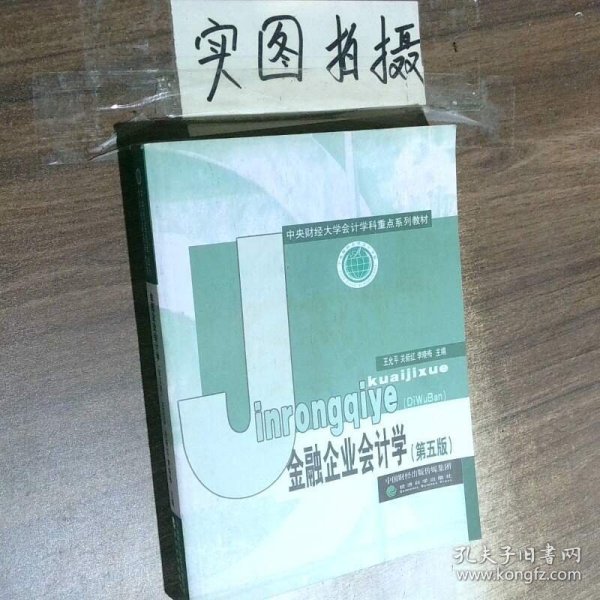 实图拍摄
中央财经大学会计学科重点系列教材
王允平 关新红 李晓梅 主编
kuaijixue
Jinrongqiye
(DiWuBan)
金融企业会计学(第五版)
中国财经出版传媒集团
经济科学出版社
Economic Science Press
孔夫子旧书网
www.kongfz.com